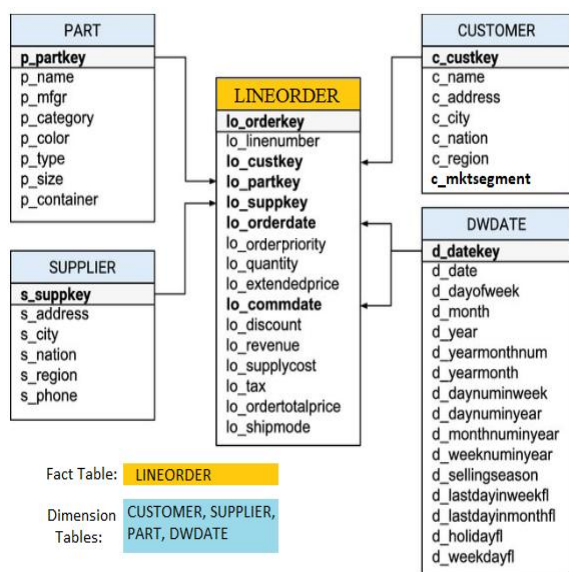 PART
p_partkey
p_name
p_mfgr
p_category
p_color
p_type
p_size
p_container
SUPPLIER
s_suppkey
s_address
s_city
s_nation
s_region
s_phone
LINEORDER
lo_orderkey
lo_linenumber
lo_custkey
lo_partkey
lo_suppkey
lo_orderdate
lo_orderpriority
lo_quantity
lo_extendedprice
lo_commdate
lo_discount
lo_revenue
lo_supplycost
lo_tax
lo_ordertotalprice
lo_shipmode
CUSTOMER
c_custkey
c_name
c_address
c_city
c_nation
c_region
c_mktsegment
DWDATE
d_datekey
d_date
d_dayofweek
d_month
d_year
d_yearmonthnum
d_yearmonth
d_daynuminweek
d_daynuminyear
d_monthnuminyear
d_weeknuminyear
d_sellingseason
d_lastdayinweekfl
d_lastdayinmonthfl
d_holidayfl
d_weekdayfl
Fact Table: LINEORDER
Dimension Tables: CUSTOMER, SUPPLIER,
PART, DWDATE